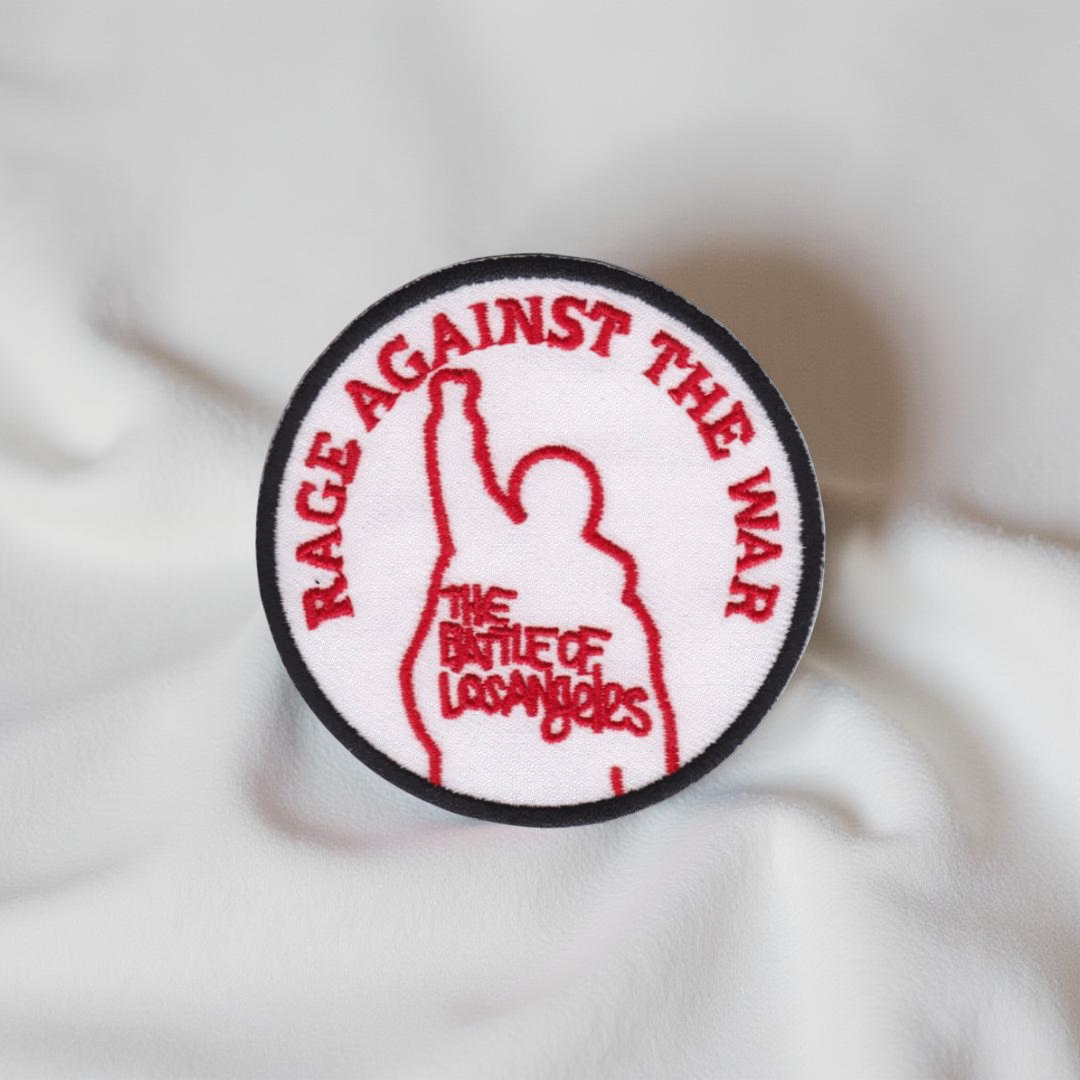 RAGE AGAINST THE WAR
THE
BATTLE OF
LOSANgeles